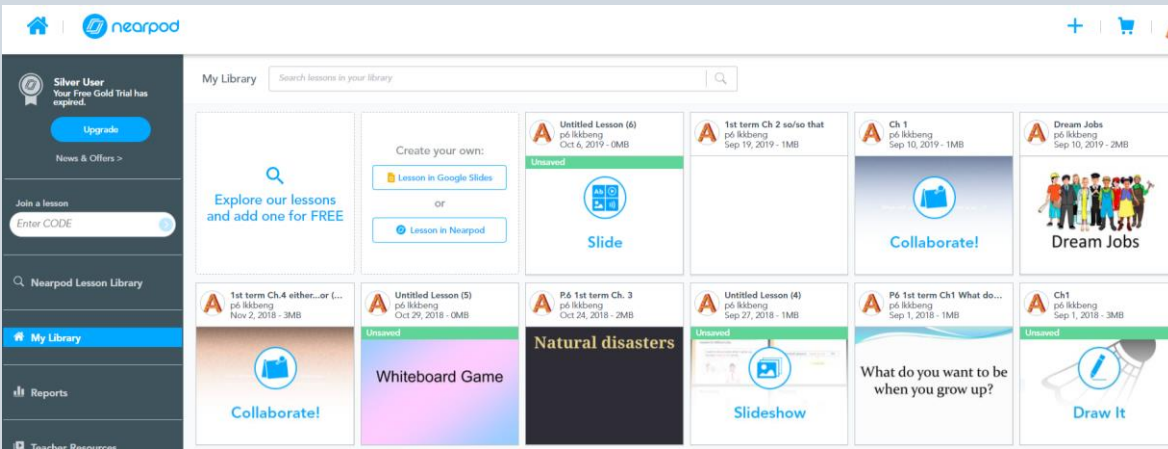 nearpod
Silver User
Your Free Gold Trial has
expired.
Upgrade
News & Offers >
Join a lesson
Enter CODE
Nearpod Lesson Library
My Library
Reports
Teacher Resources
My Library
Search lessons in your library
Explore our lessons
and add one for FREE
Create your own:
Lesson in Google Slides
or
Lesson in Nearpod
Untitled Lesson (6)
p6 lkkbeng
Oct 6, 2019 - 0MB
Unsaved
Slide
1st term Ch 2 so/so that
p6 lkkbeng
Sep 19, 2019 - 1MB
Ch 1
p6 lkkbeng
Sep 10, 2019 - 1MB
Collaborate!
Dream Jobs
p6 lkkbeng
Sep 10, 2019 - 2MB
Dream Jobs
1st term Ch.4 either...or (...
p6 lkkbeng
Nov 2, 2018 - 3MB
Collaborate!
Untitled Lesson (5)
p6 lkkbeng
Oct 29, 2018 - 0MB
Unsaved
Whiteboard Game
P.6 1st term Ch. 3
p6 lkkbeng
Oct 24, 2018 - 2MB
Natural disasters
Untitled Lesson (4)
p6 lkkbeng
Sep 27, 2018 - 1MB
Unsaved
Slideshow
P6 1st term Ch1 What do...
p6 lkkbeng
Sep 1, 2018 - 1MB
What do you want to be
when you grow up?
Ch1
p6 lkkbeng
Sep 1, 2018 - 3MB
Unsaved
Draw It